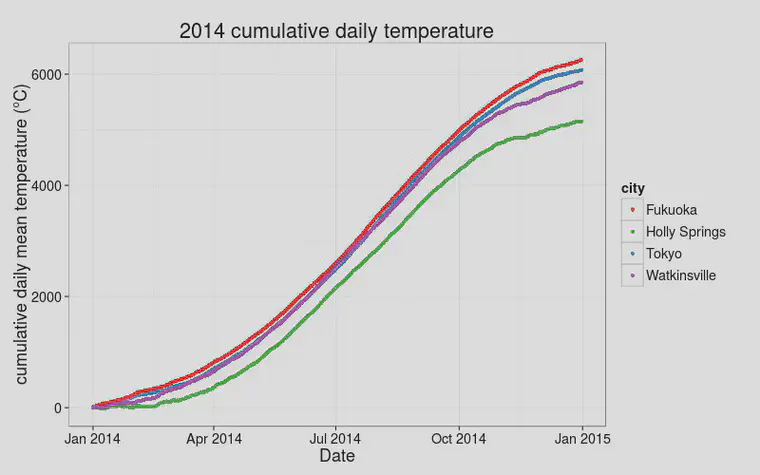 2014 cumulative daily temperature
cumulative daily mean temperature (°C)
6000
4000
2000
0
Jan 2014 Apr 2014 Jul 2014 Oct 2014 Jan 2015
Date
city
Fukuoka
Holly Springs
Tokyo
Watkinsville